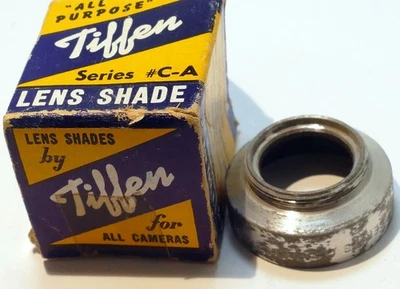 "ALL
PURPOSE"
Tiffen
Series #C-A
LENS SHADE
LENS SHADES
by
Tiffen
for
ALL CAMERAS